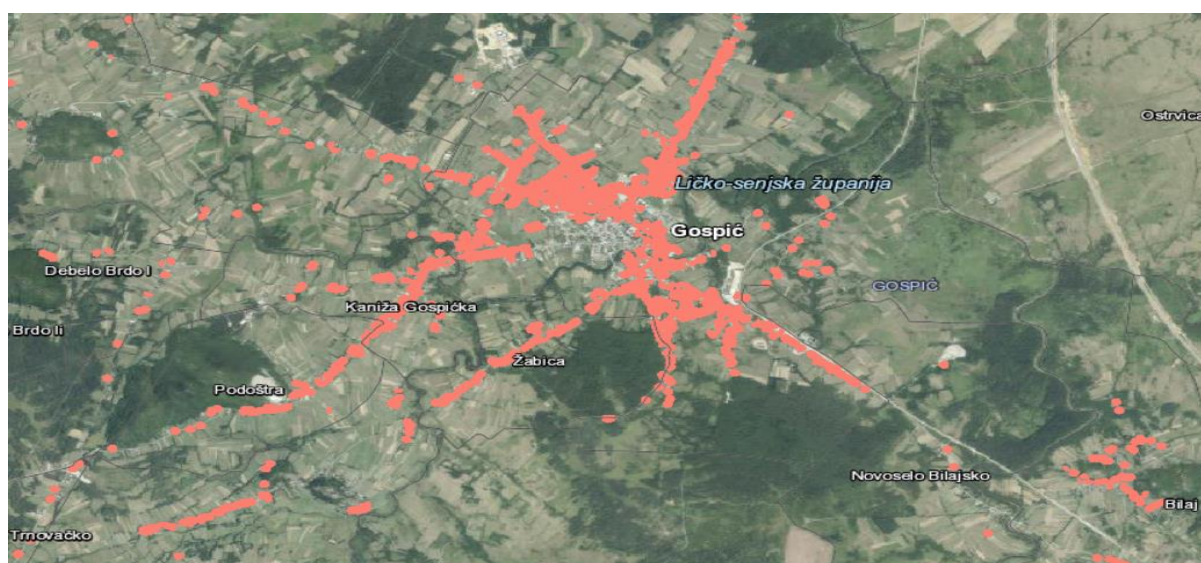 Ostrvica
Ličko-senjska županija
Gospić
Debelo Brdo I
GOSPIĆ
Kaniža Gospićka
Brdo Ii
Žabica
Podoštra
Novoselo Bilajsko
Bilaj
Trnovačko